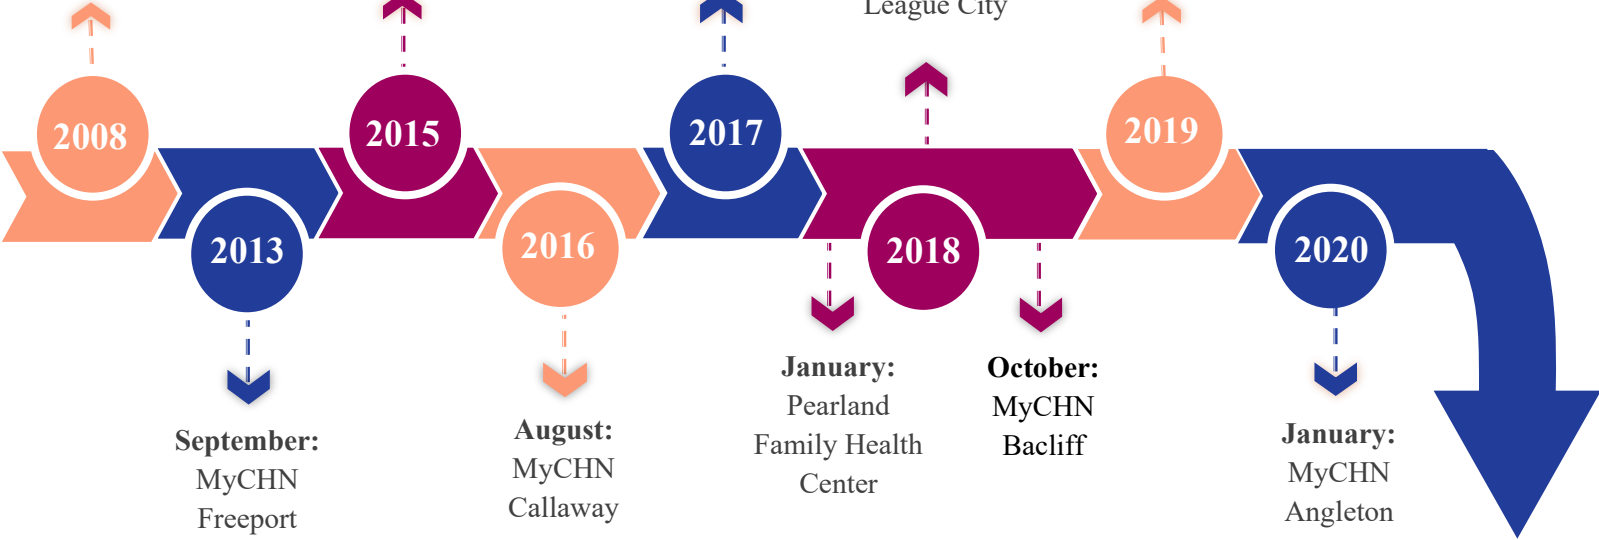 League City
2008
2015
2017
2019
2013
2016
2018
2020
September:
MyCHN
Freeport
August:
MyCHN
Callaway
January:
Pearland
Family Health
Center
October:
MyCHN
Bacliff
January:
MyCHN
Angleton